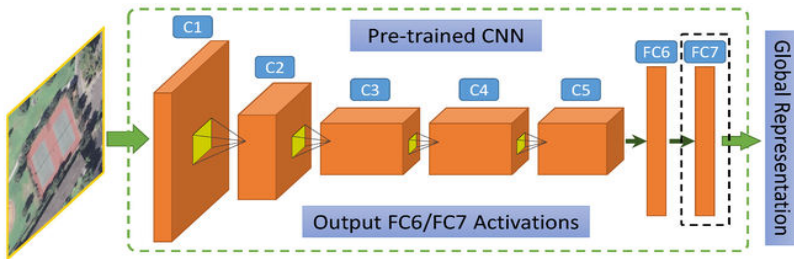 C1
Pre-trained CNN
C2
C3
C4
C5
FC6
FC7
Output FC6/FC7 Activations
Global Representation